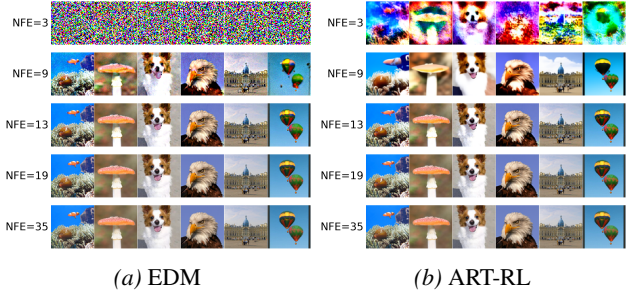 NFE=3
NFE=9
NFE=13
NFE=19
NFE=35
(a) EDM
NFE=3
NFE=9
NFE=13
NFE=19
NFE=35
(b) ART-RL